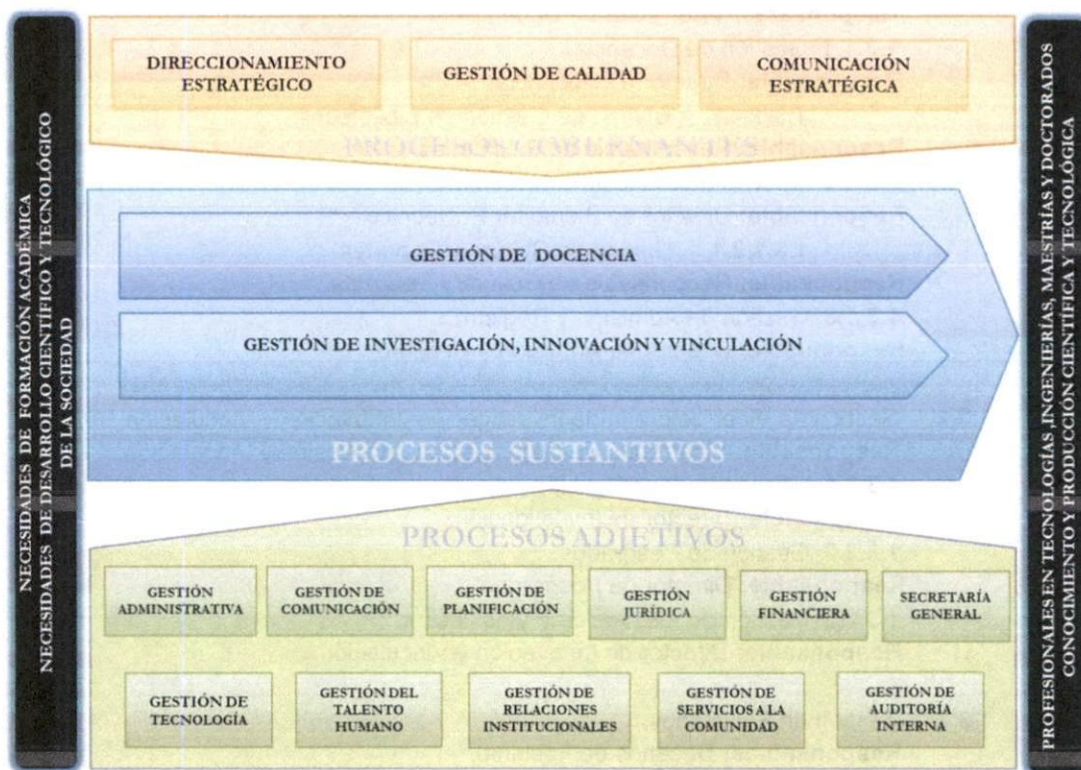 NECESIDADES DE FORMACIÓN ACADÉMICA
NECESIDADES DE DESARROLLO CIENTÍFICO Y TECNOLÓGICO
DE LA SOCIEDAD
DIRECCIONAMIENTO
ESTRATÉGICO
GESTIÓN DE CALIDAD
COMUNICACIÓN
ESTRATÉGICA
PROCESOS GOBERNANTES
GESTIÓN DE DOCENCIA
GESTIÓN DE INVESTIGACIÓN, INNOVACIÓN Y VINCULACIÓN
PROCESOS SUSTANTIVOS
PROCESOS ADJETIVOS
GESTIÓN
ADMINISTRATIVA
GESTIÓN DE
COMUNICACIÓN
GESTIÓN DE
PLANIFICACIÓN
GESTIÓN
JURÍDICA
GESTIÓN
FINANCIERA
SECRETARÍA
GENERAL
GESTIÓN DE
TECNOLOGÍA
GESTIÓN DEL
TALENTO
HUMANO
GESTIÓN DE
RELACIONES
INSTITUCIONALES
GESTIÓN DE
SERVICIOS A LA
COMUNIDAD
GESTIÓN DE
AUDITORÍA
INTERNA
PROFESIONALES EN TECNOLOGÍAS ,INGENIERÍAS, MAESTRÍAS Y DOCTORADOS
CONOCIMIENTO Y PRODUCCIÓN CIENTÍFICA Y TECNOLÓGICA